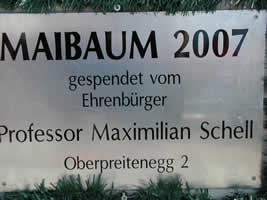 MAIBAUM 2007
gespendet vom
Ehrenbürger
Professor Maximilian Schell
Oberpreitenegg 2